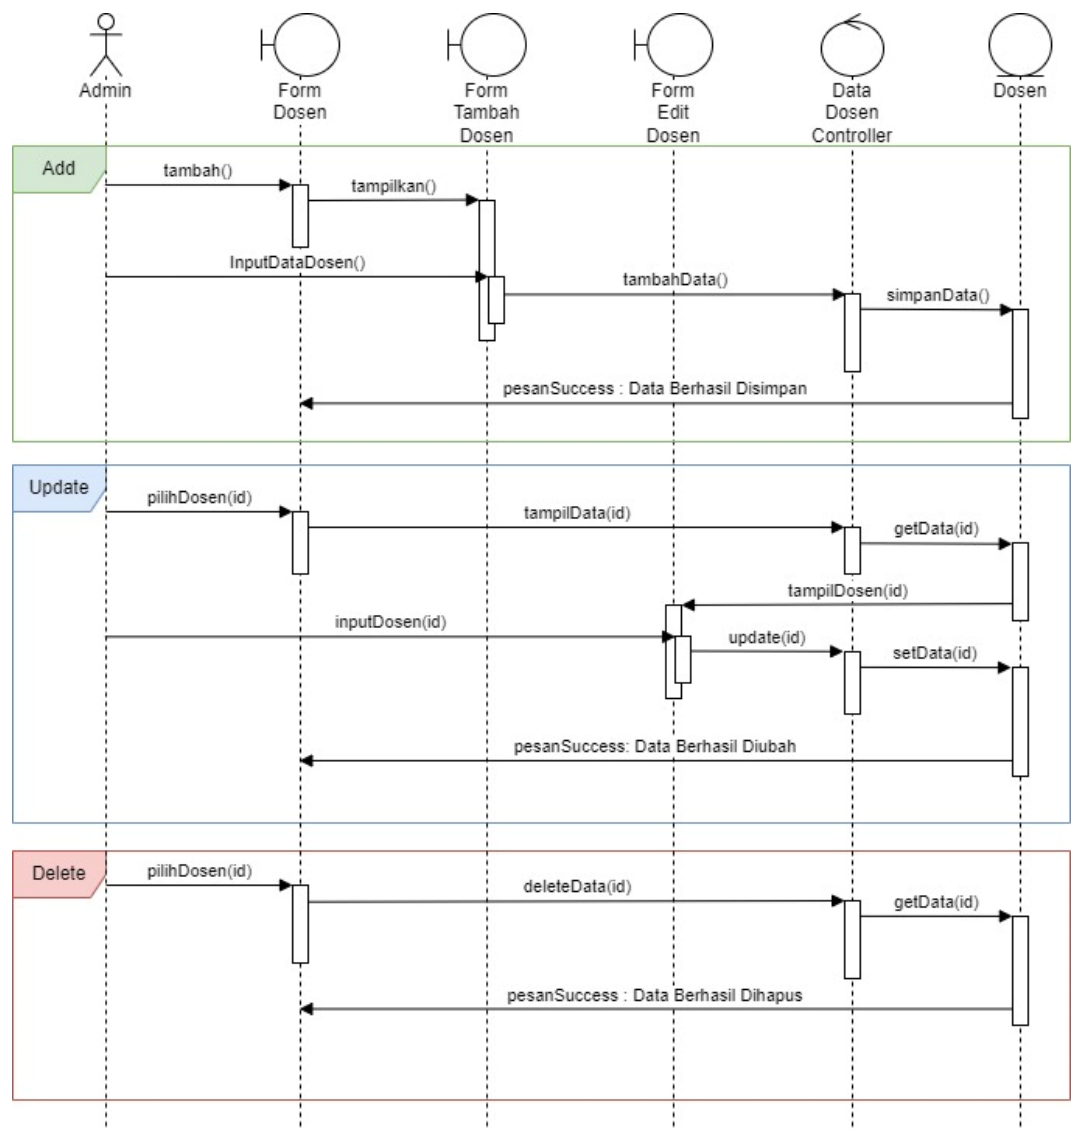 Admin
Form
Dosen
Form
Tambah
Dosen
Form
Edit
Dosen
Data
Dosen
Controller
Dosen
Add
tambah()
tampilkan()
InputDataDosen()
tambahData()
simpanData()
pesanSuccess : Data Berhasil Disimpan
Update
pilihDosen(id)
tampilData(id)
getData(id)
tampilDosen(id)
inputDosen(id)
update(id)
setData(id)
pesanSuccess: Data Berhasil Diubah
Delete
pilihDosen(id)
deleteData(id)
getData(id)
pesanSuccess : Data Berhasil Dihapus